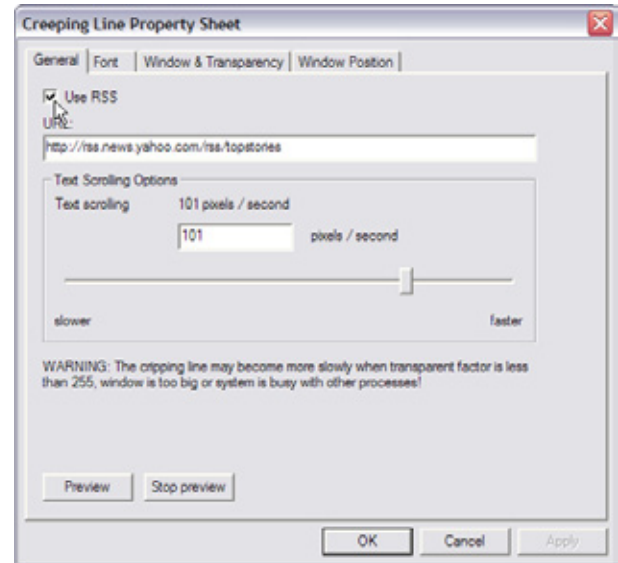 Creeping Line Property Sheet
General Font Window & Transparency Window Position
Use RSS
URL:
http://rss.news.yahoo.com/rss/topstories
Text Scrolling Options
Text scrolling 101 pixels / second
101 pixels / second
slower faster
WARNING: The cripping line may become more slowly when transparent factor is less
than 255, window is too big or system is busy with other processes!
Preview Stop preview
OK Cancel Apply